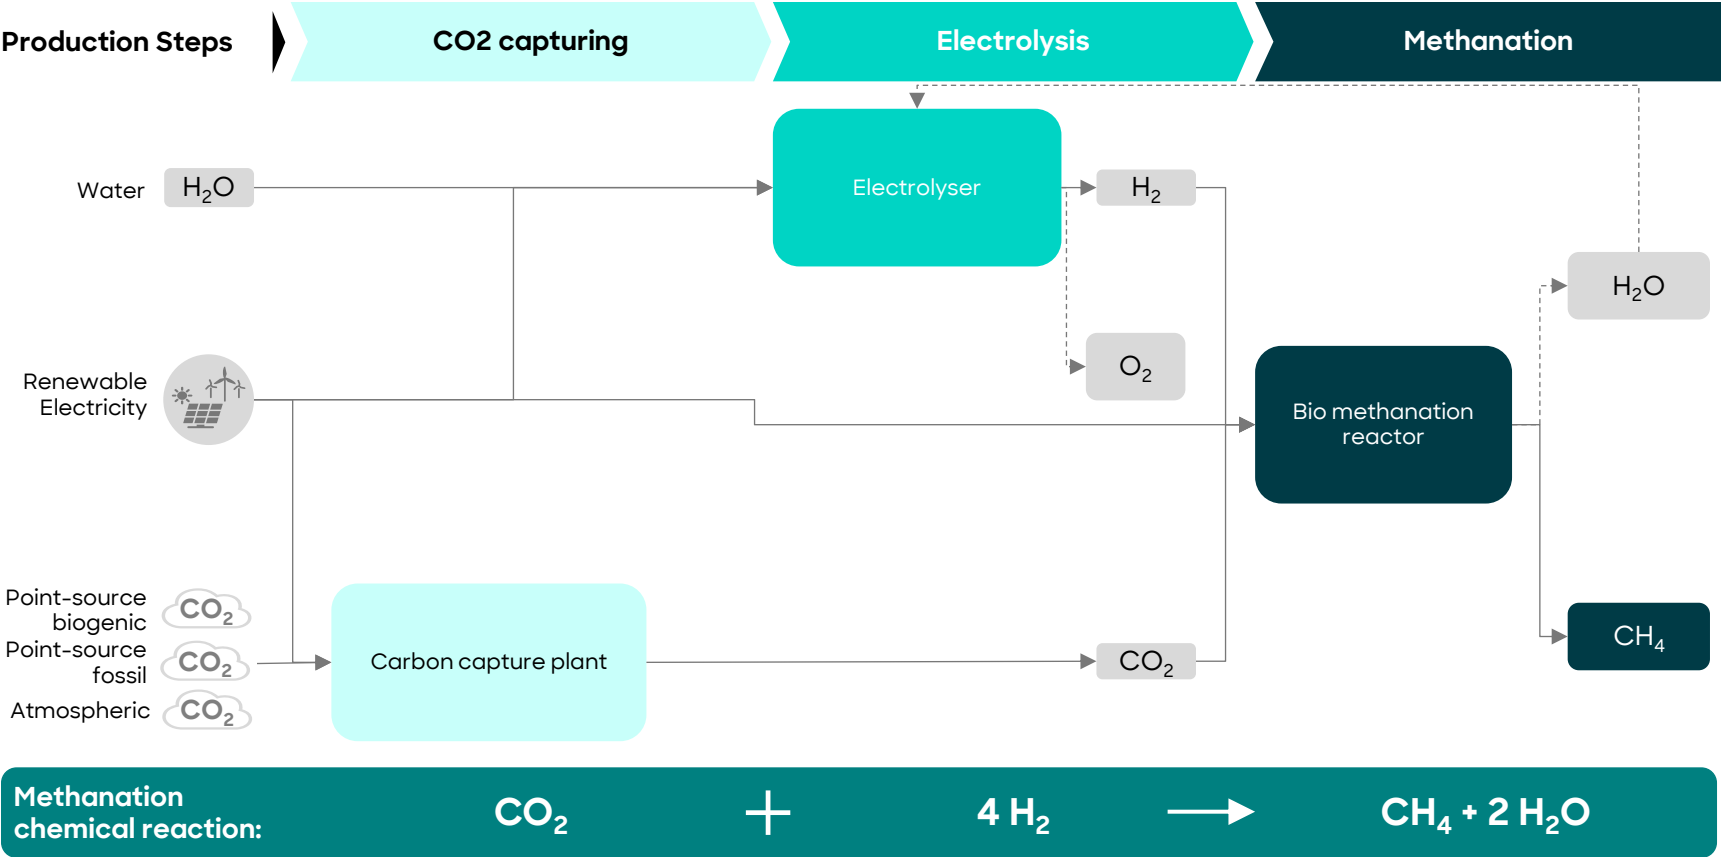 Production Steps
CO2 capturing
Electrolysis
Methanation
Water
H₂O
Electrolyser
H₂
H₂O
Renewable
Electricity
O₂
Bio methanation
reactor
Point-source
biogenic
CO₂
Point-source
fossil
CO₂
Atmospheric
CO₂
Carbon capture plant
CO₂
CH₄
Methanation
chemical reaction:
CO₂ + 4 H₂ → CH₄ + 2 H₂O